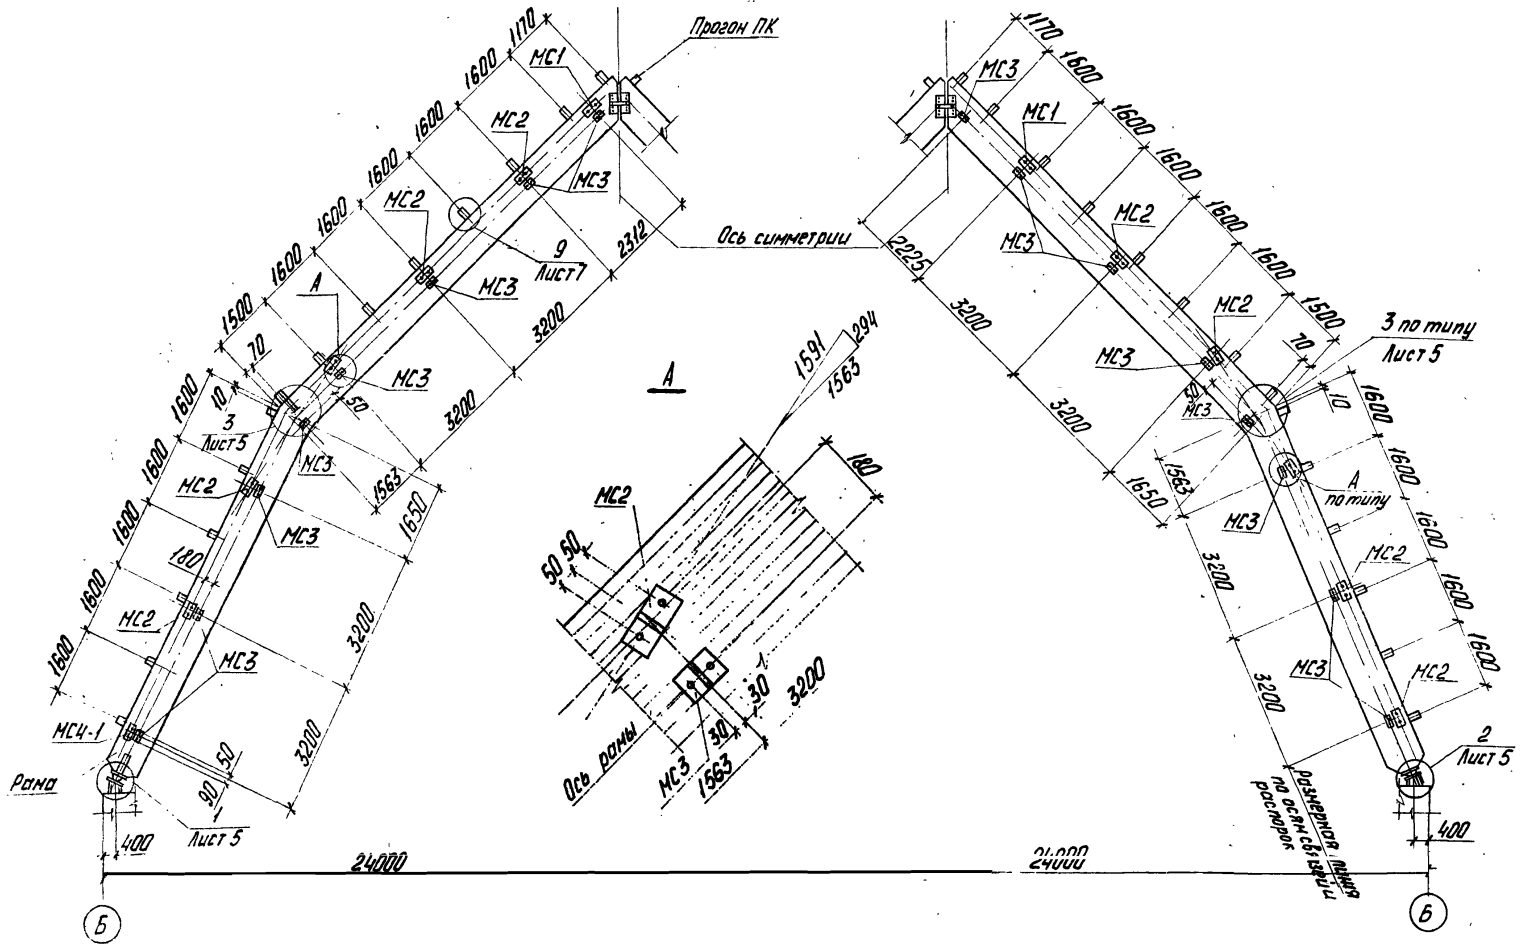 1170
Прогон ПК
1600
МС1
1600
МС2
1600
МС3
1600
МС2
1600
9
Лист 7
2312
1600
А
МС3
3200
1500
70
МС3
50
3200
1600
10
3
Лист 5
МС3
1563
1650
1600
МС2
МС3
1600
180
МС2
3200
1600
МС3
МС4-1
50
90
3200
Рама
1
Лист 5
400
24000
Б
Ось симметрии
А
1591
294
1563
180
МС2
50
50
Ось рамы
МС3
30
30
1563
3200
1170
МС3
1600
МС1
1600
1600
МС3
МС2
1600
2225
1600
3200
МС2
1500
3 по типу
Лист 5
МС3
70
50
МС3
10
3200
1600
1650
1563
А
по типу
1600
МС3
1600
МС2
3200
1600
МС3
МС2
1600
3200
2
Лист 5
Размерная линия
по осям связей
распорок
400
24000
24000
Б